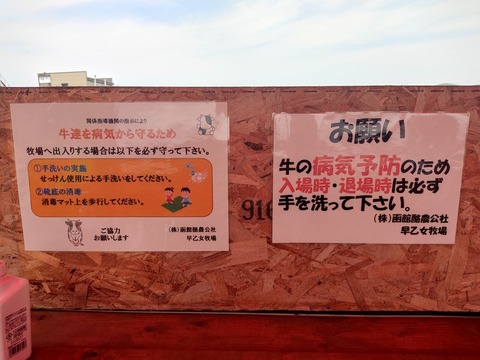 関係指導機関の指示により
牛達を病気から守るため
牧場へ出入りする場合は以下を必ず守って下さい。
①手洗いの実施
せっけん使用による手洗いをしてください。
②靴底の消毒
消毒マット上を歩行してください。
ご協力
お願いします
(株)函館酪農公社
早乙女牧場
916
お願い
牛の病気予防のため
入場時・退場時は必ず
手を洗って下さい。
(株)函館酪農公社
早乙女牧場